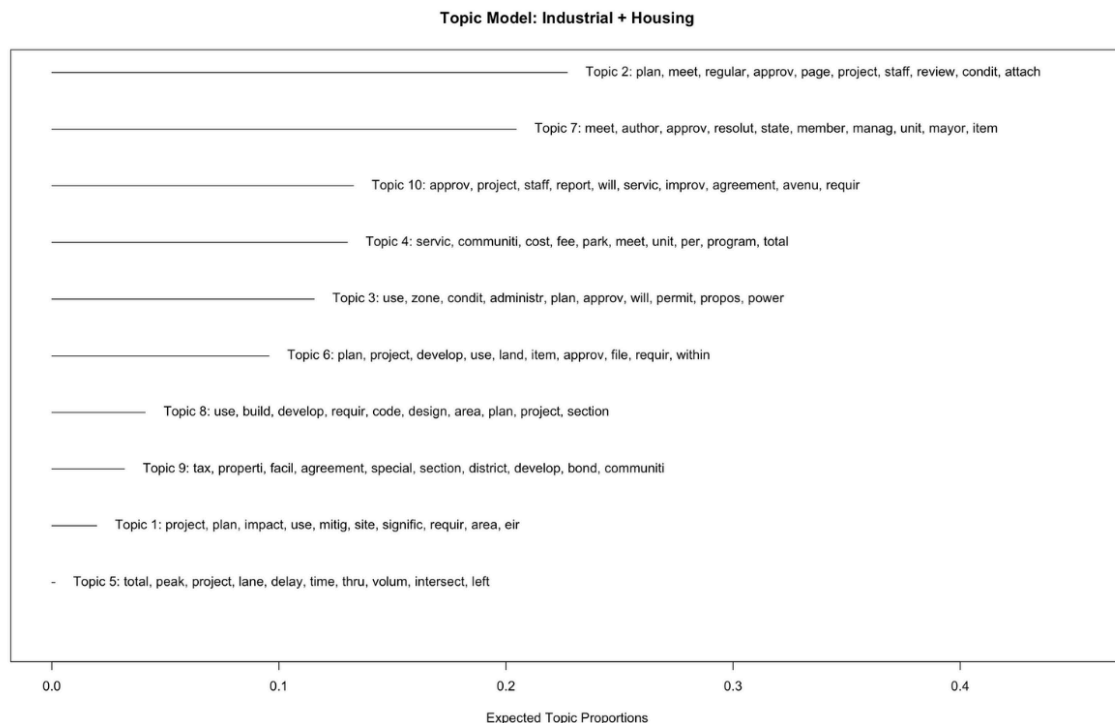 Topic Model: Industrial + Housing
Topic 2: plan, meet, regular, approv, page, project, staff, review, condit, attach
Topic 7: meet, author, approv, resolut, state, member, manag, unit, mayor, item
Topic 10: approv, project, staff, report, will, servic, improv, agreement, avenu, requir
Topic 4: servic, communiti, cost, fee, park, meet, unit, per, program, total
Topic 3: use, zone, condit, administr, plan, approv, will, permit, propos, power
Topic 6: plan, project, develop, use, land, item, approv, file, requir, within
Topic 8: use, build, develop, requir, code, design, area, plan, project, section
Topic 9: tax, properti, facil, agreement, special, section, district, develop, bond, communiti
Topic 1: project, plan, impact, use, mitig, site, signific, requir, area, eir
Topic 5: total, peak, project, lane, delay, time, thru, volum, intersect, left
0.0 0.1 0.2 0.3 0.4
Expected Topic Proportions